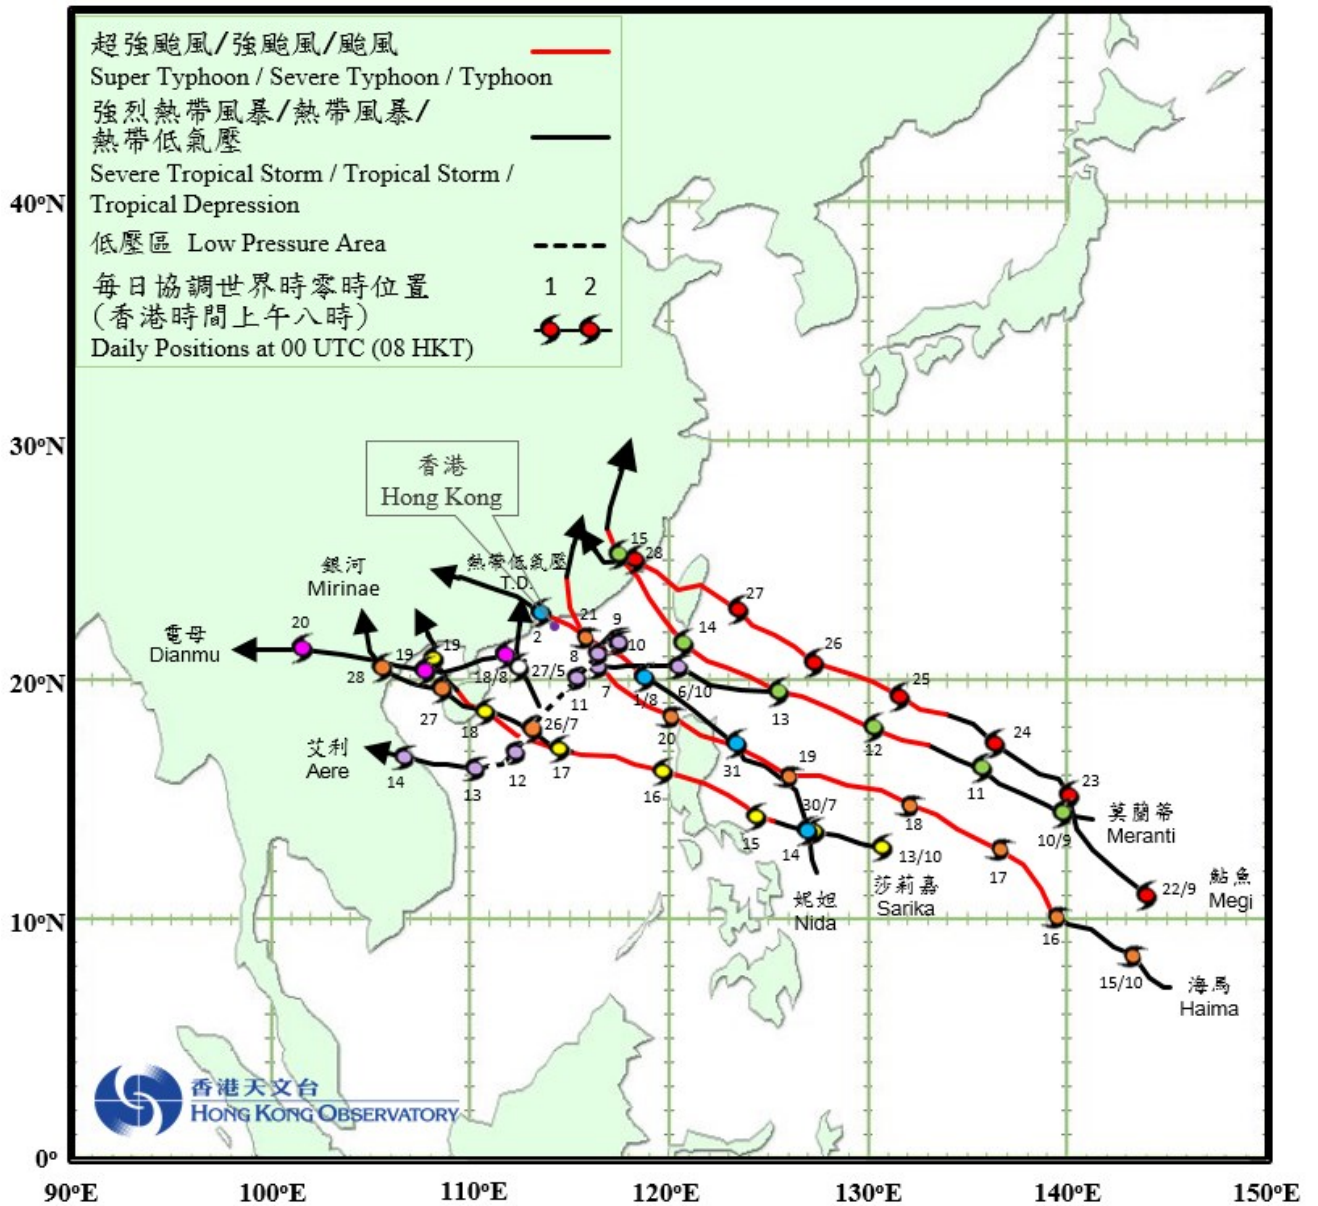 超強颱風/強颱風/颱風
Super Typhoon / Severe Typhoon / Typhoon
強烈熱帶風暴/熱帶風暴/
熱帶低氣壓
Severe Tropical Storm / Tropical Storm /
Tropical Depression
低壓區 Low Pressure Area
每日協調世界時零時位置 1 2
(香港時間上午八時)
Daily Positions at 00 UTC (08 HKT)
40°N
30°N
20°N
10°N
0°
90°E
100°E
110°E
120°E
130°E
140°E
150°E
香港
Hong Kong
熱帶低氣壓
T.D.
銀河
Mirinae
電母
Dianmu
艾利
Aere
妮妲
Nida
莎莉嘉
Sarika
莫蘭蒂
Meranti
鮎魚
Megi
海馬
Haima
15
28
27
26
25
24
23
22/9
14
13
12
11
10/9
20
19
18/8
19
28
27
26/7
18
17
16
15
14
13/10
2
1/8
31
30/7
21
20
19
18
17
16
15/10
27/5
9
10
8
7
6/10
11
12
13
14
香港天文台
HONG KONG OBSERVATORY